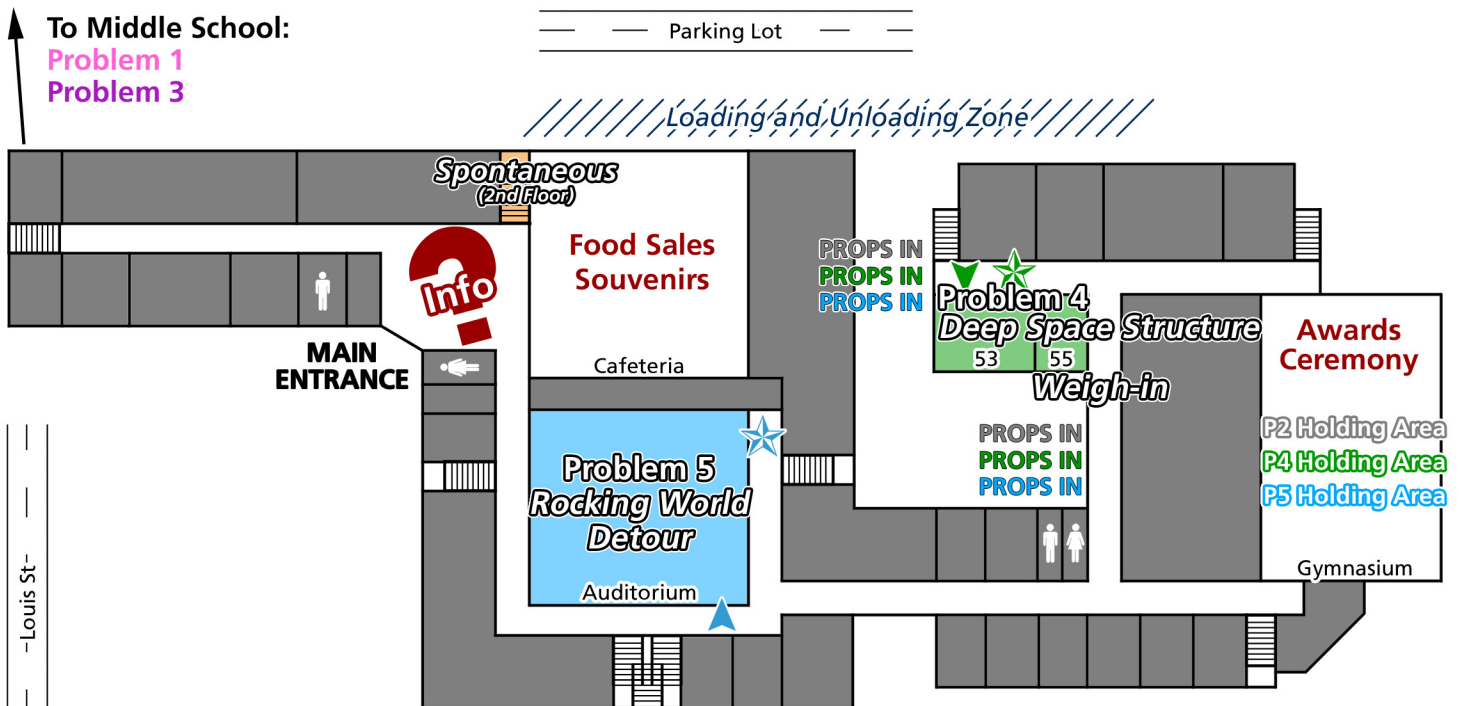 To Middle School:
Problem 1
Problem 3
Parking Lot
Loading and Unloading Zone
Spontaneous
(2nd Floor)
Food Sales
Souvenirs
Cafeteria
?
Info
MAIN
ENTRANCE
PROPS IN
PROPS IN
PROPS IN
Problem 4
Deep Space Structure
53
55
Weigh-in
Awards
Ceremony
PROPS IN
PROPS IN
PROPS IN
P2 Holding Area
P4 Holding Area
P5 Holding Area
Gymnasium
Problem 5
Rocking World
Detour
Auditorium
Louis St